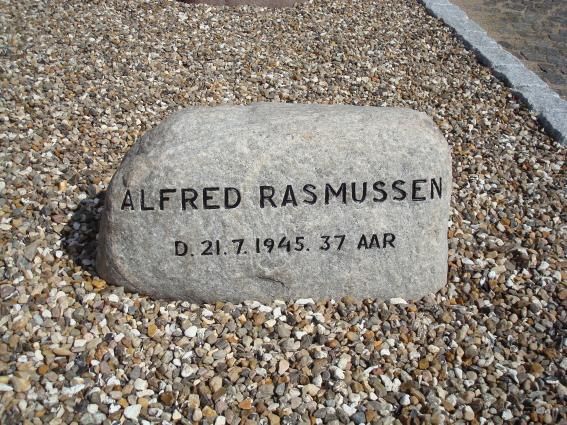 ALFRED RASMUSSEN
D. 21. 7. 1945. 37 AAR